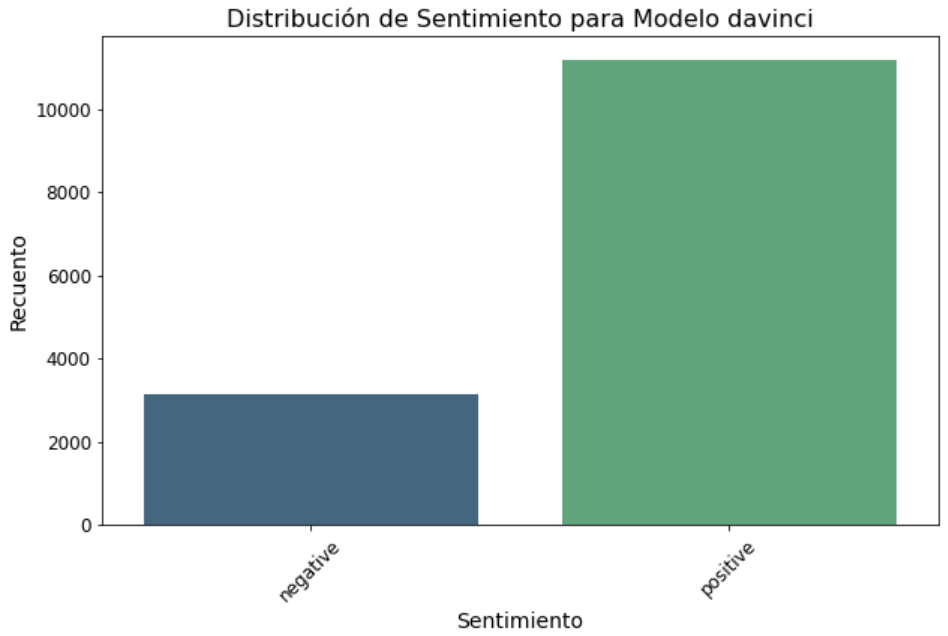 Distribución de Sentimiento para Modelo davinci
10000
8000
6000
4000
2000
0
Recuento
negative
positive
Sentimiento